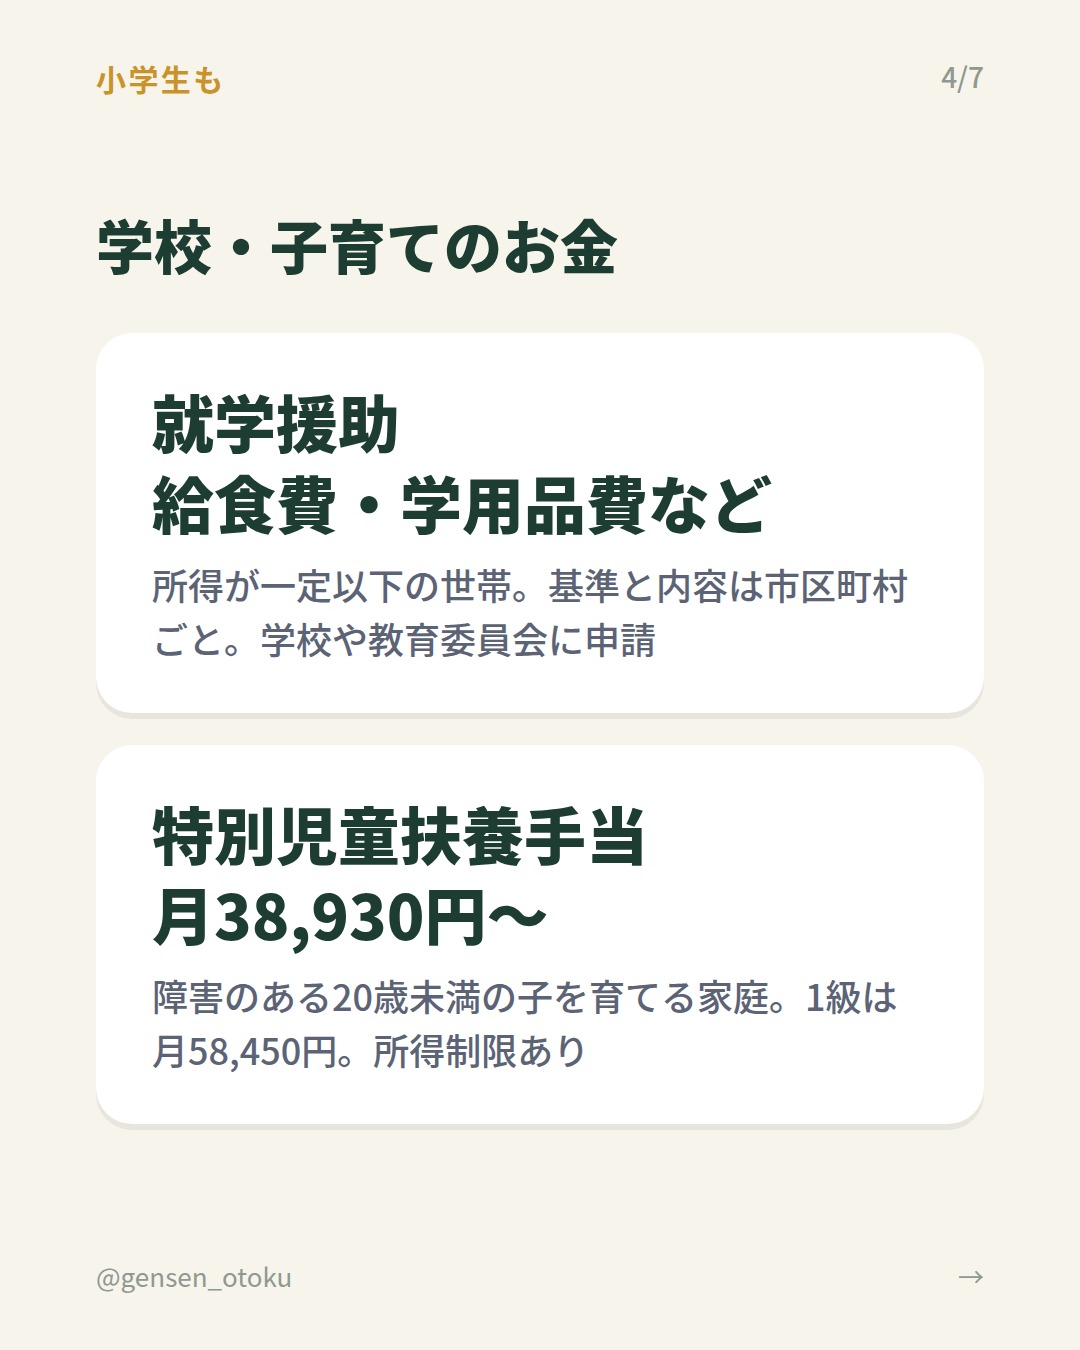 小学生も
4/7
学校・子育てのお金
就学援助
給食費・学用品費など
所得が一定以下の世帯。基準と内容は市区町村
ごと。学校や教育委員会に申請
特別児童扶養手当
月38,930円〜
障害のある20歳未満の子を育てる家庭。1級は
月58,450円。所得制限あり
@gensen_otoku
→